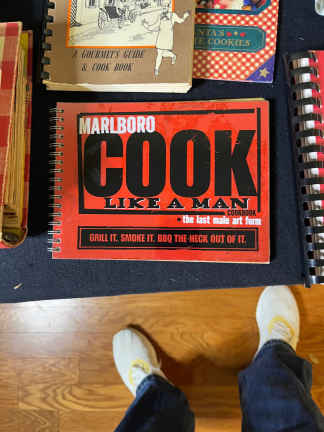 A GOURMET'S GUIDE
& COOK BOOK
NTA'S
E COOKIES
MARLBORO
COOK
LIKE A MAN
COOKBOOK
the last male art form
GRILL IT. SMOKE IT. BBQ THE HECK OUT OF IT.